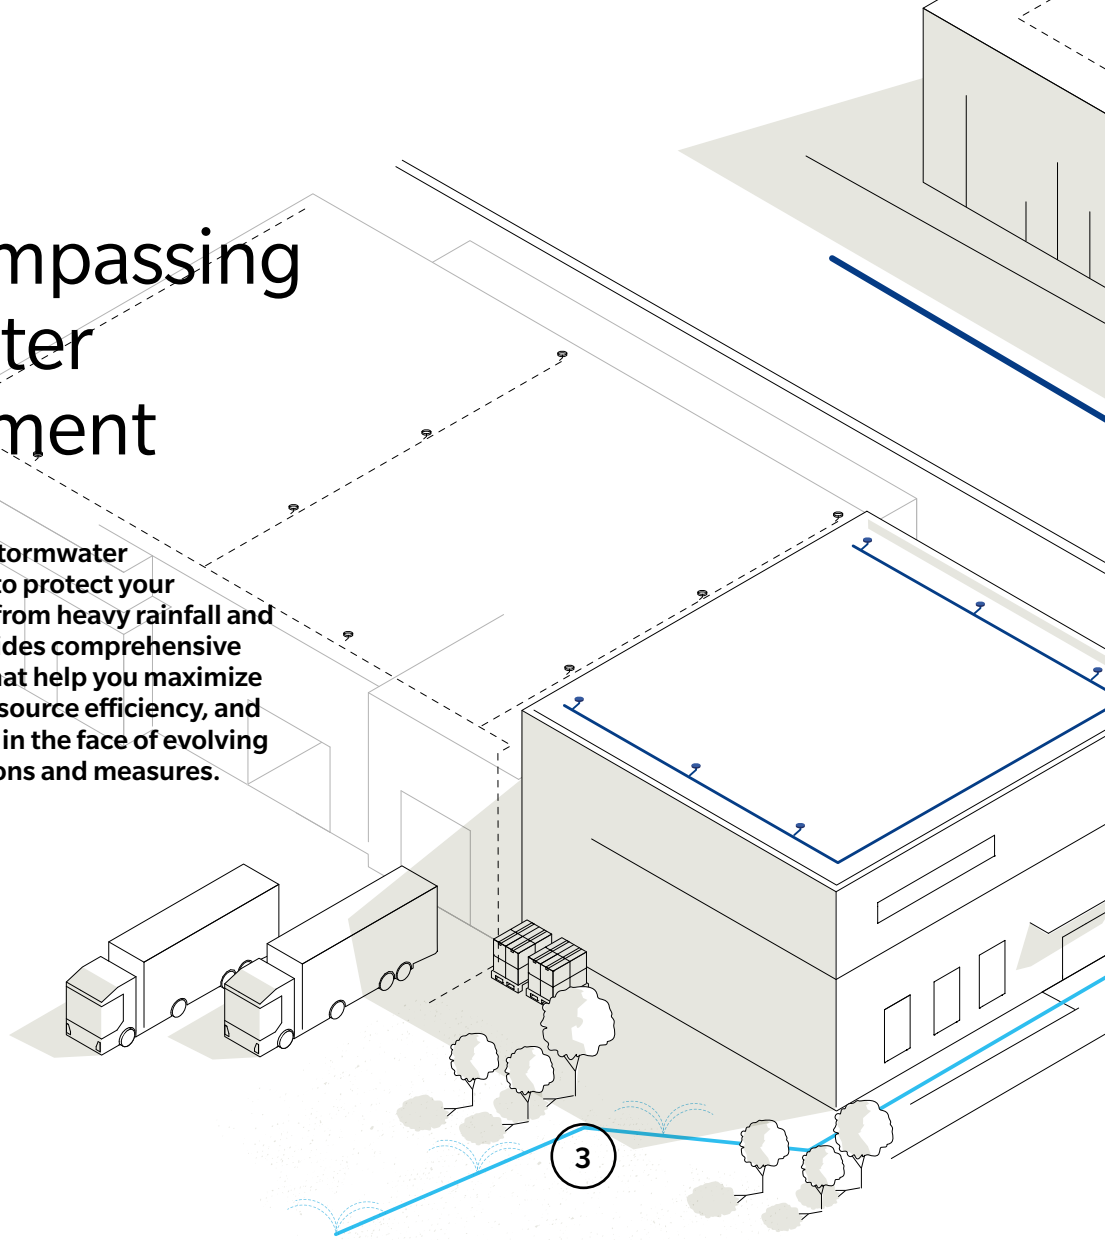 mpassing
ter
ment
tormwater
to protect your
from heavy rainfall and
ides comprehensive
at help you maximize
source efficiency, and
in the face of evolving
ons and measures.
3